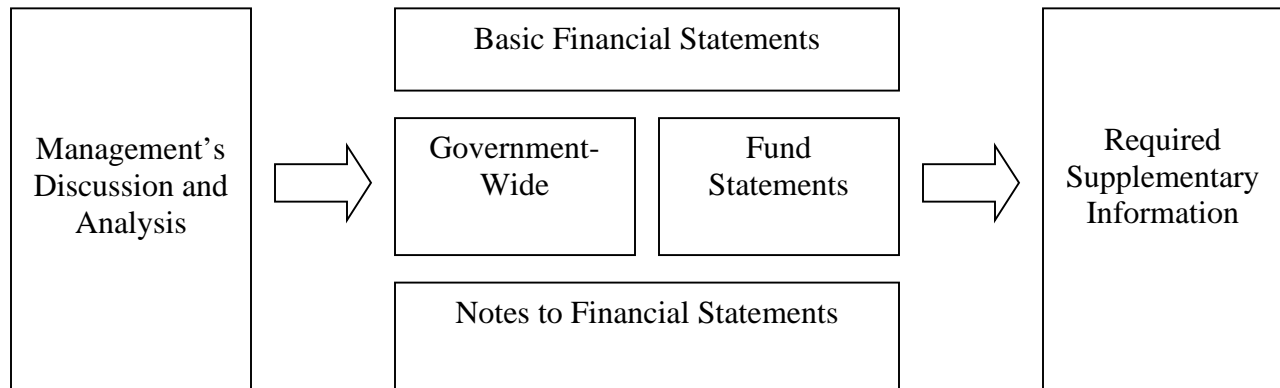 Management’s
Discussion and
Analysis
Basic Financial Statements
Government-
Wide
Fund
Statements
Notes to Financial Statements
Required
Supplementary
Information